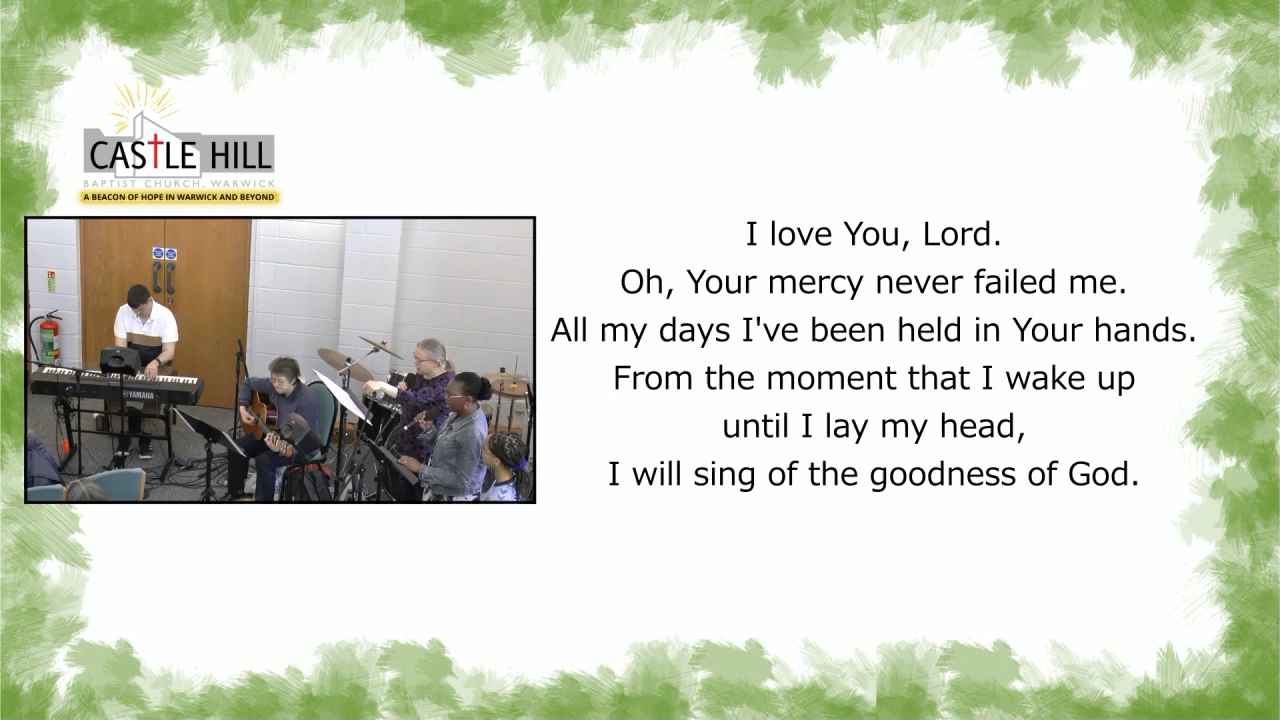 CASTLE HILL
BAPTIST CHURCH, WARWICK
A BEACON OF HOPE IN WARWICK AND BEYOND
YAMAHA
I love You, Lord.
Oh, Your mercy never failed me.
All my days I've been held in Your hands.
From the moment that I wake up
until I lay my head,
I will sing of the goodness of God.